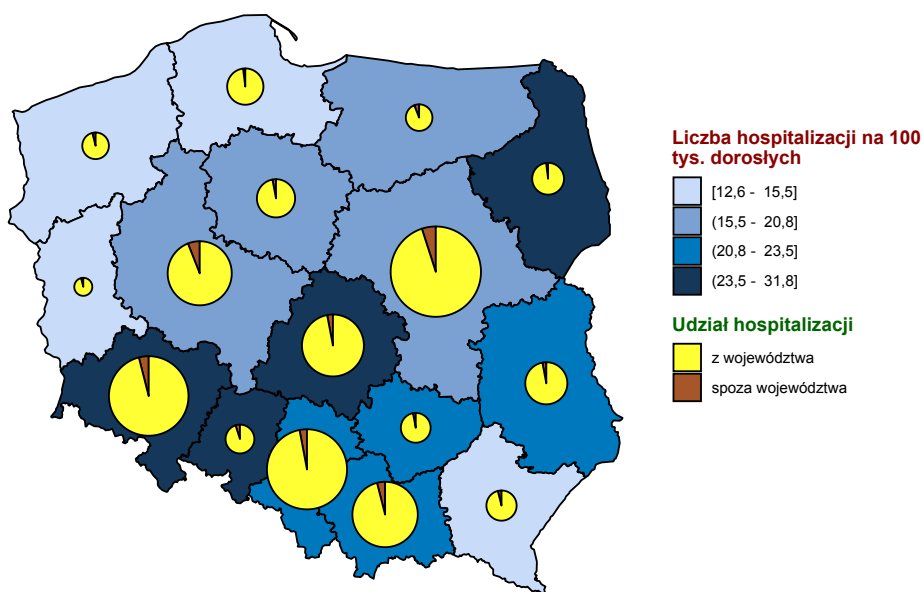 Liczba hospitalizacji na 100
tys. dorosłych
[12,6 - 15,5]
(15,5 - 20,8]
(20,8 - 23,5]
(23,5 - 31,8]
Udział hospitalizacji
z województwa
spoza województwa